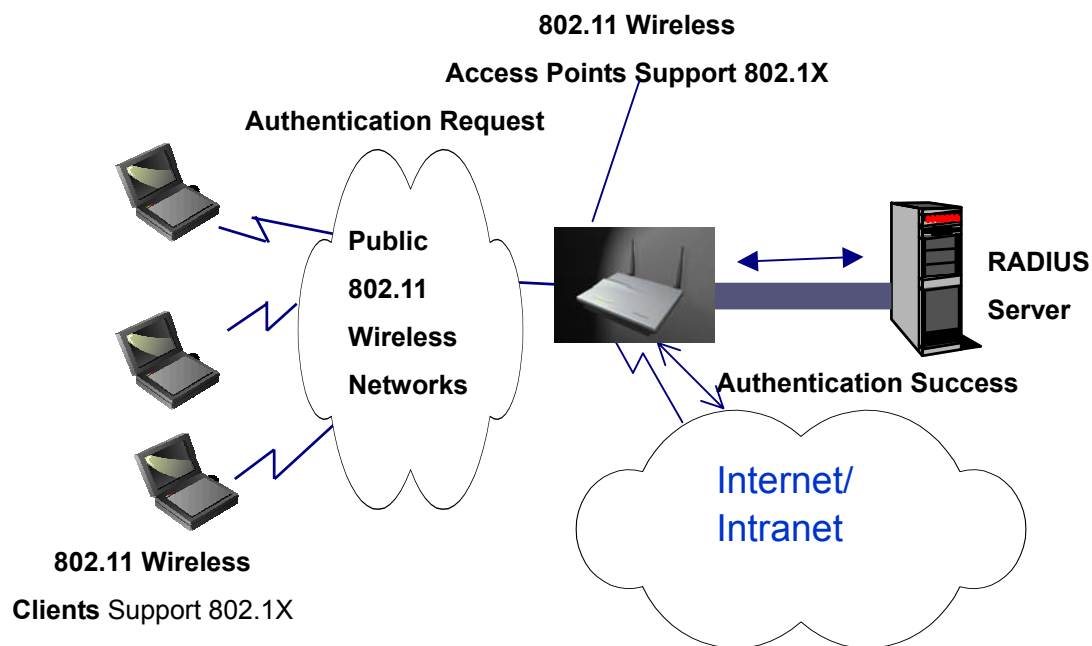 802.11 Wireless
Access Points Support 802.1X
Authentication Request
Public
802.11
Wireless
Networks
RADIUS
Server
Authentication Success
Internet/
Intranet
802.11 Wireless
Clients Support 802.1X